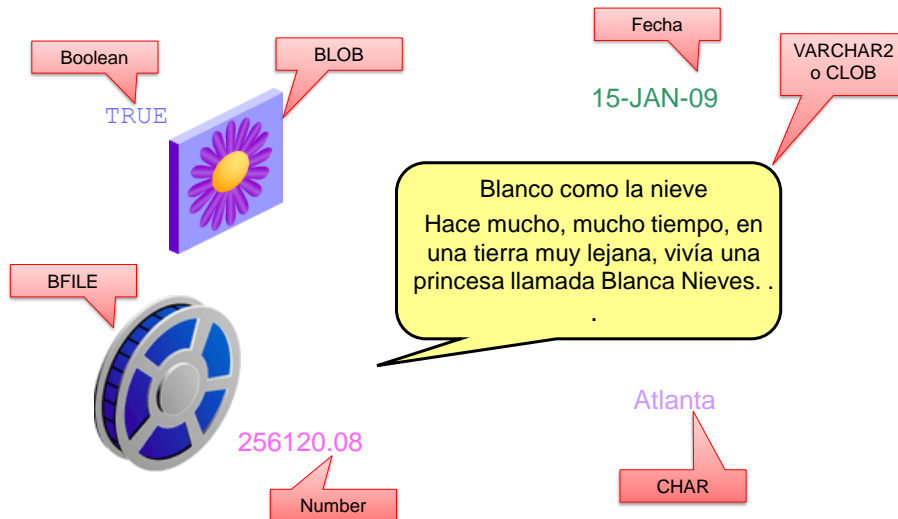 Boolean
TRUE
BLOB
Fecha
15-JAN-09
VARCHAR2
o CLOB
Blanco como la nieve
Hace mucho, mucho tiempo, en
una tierra muy lejana, vivía una
princesa llamada Blanca Nieves. .
.
BFILE
256120.08
Number
Atlanta
CHAR